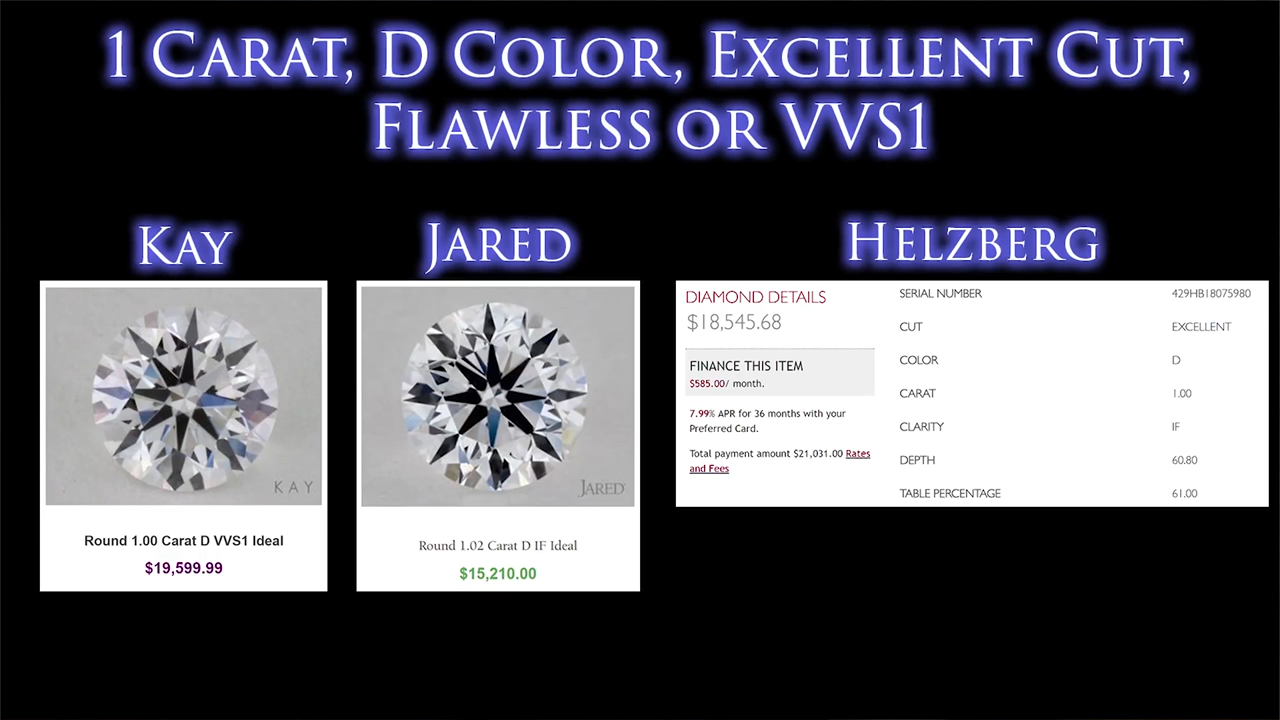 1 Carat, D Color, Excellent Cut,
Flawless or VVS1
Kay
Jared
Helzberg
KAY
Round 1.00 Carat D VVS1 Ideal
$19,599.99
JARED
Round 1.02 Carat D IF Ideal
$15,210.00
DIAMOND DETAILS
$18,545.68
FINANCE THIS ITEM
$585.00/ month.
7.99% APR for 36 months with your
Preferred Card.
Total payment amount $21,031.00 Rates
and Fees
SERIAL NUMBER 429HB18075980
CUT EXCELLENT
COLOR D
CARAT 1.00
CLARITY IF
DEPTH 60.80
TABLE PERCENTAGE 61.00